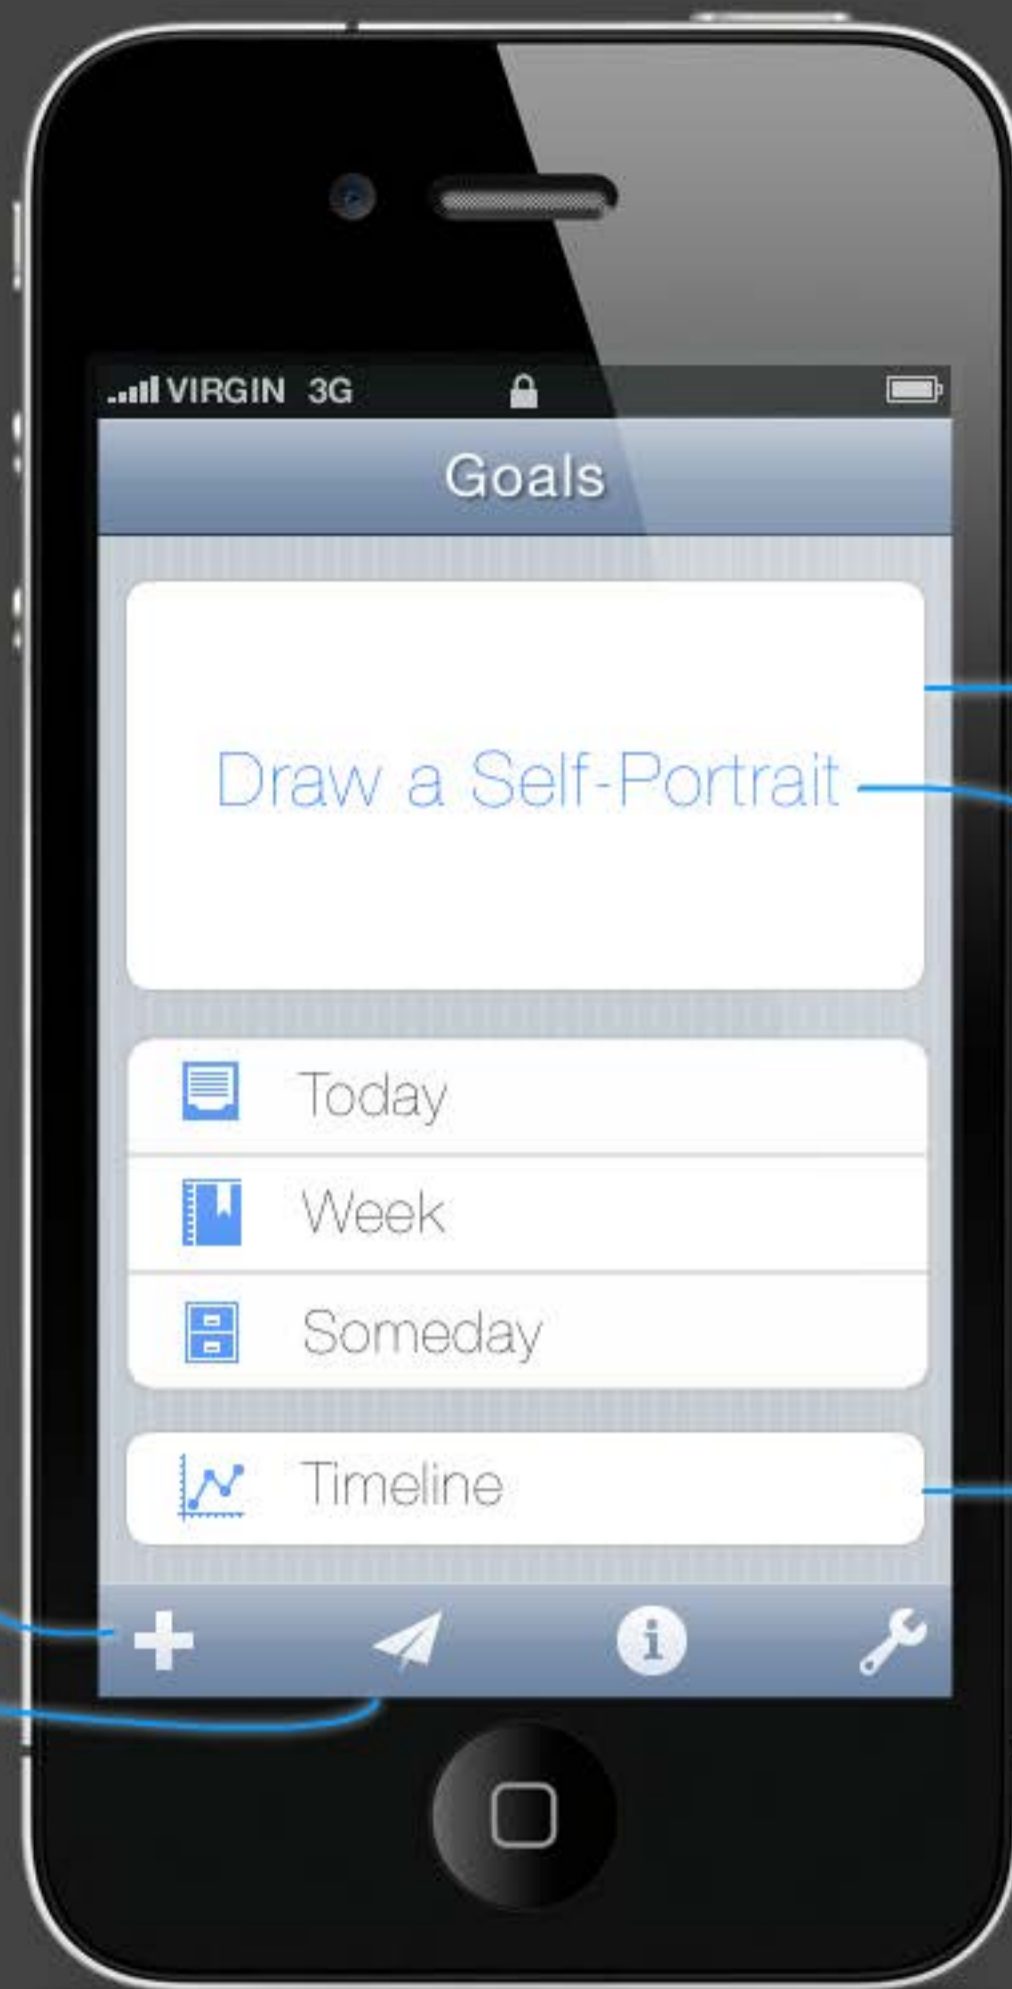 VIRGIN 3G
Goals
Draw a Self-Portrait
Today
Week
Someday
Timeline